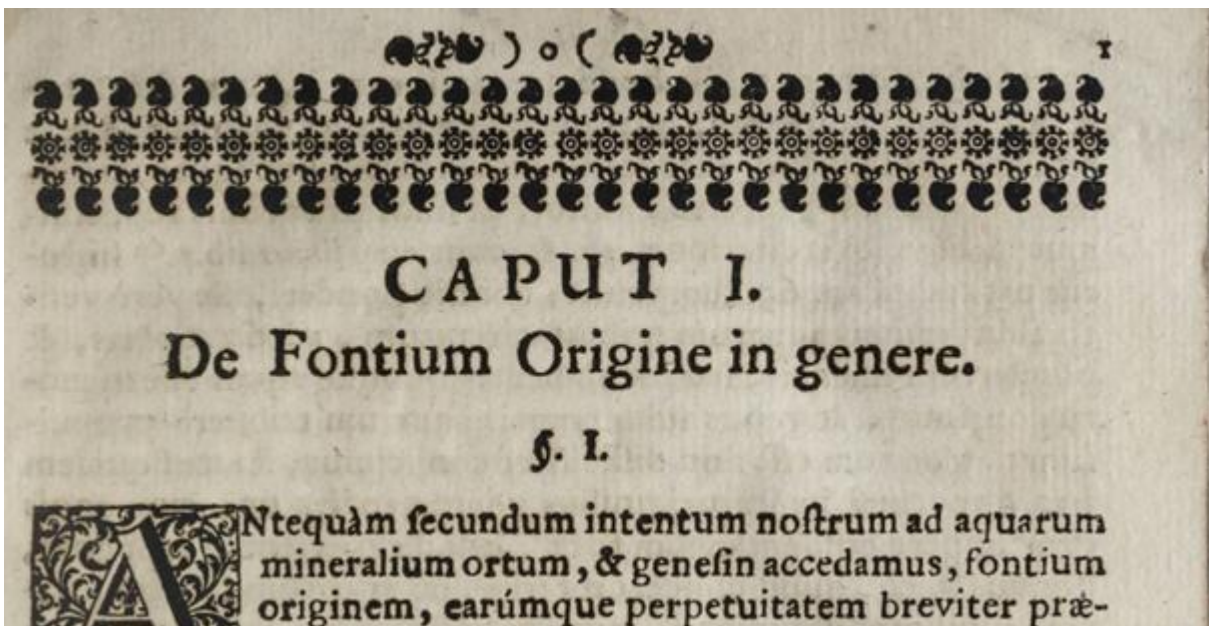 ) o ( 1
CAPUT I.
De Fontium Origine in genere.
§. I.
ANtequàm ſecundum intentum noſtrum ad aquarum
mineralium ortum, & geneſin accedamus, fontium
originem, earúmque perpetuitatem breviter præ-